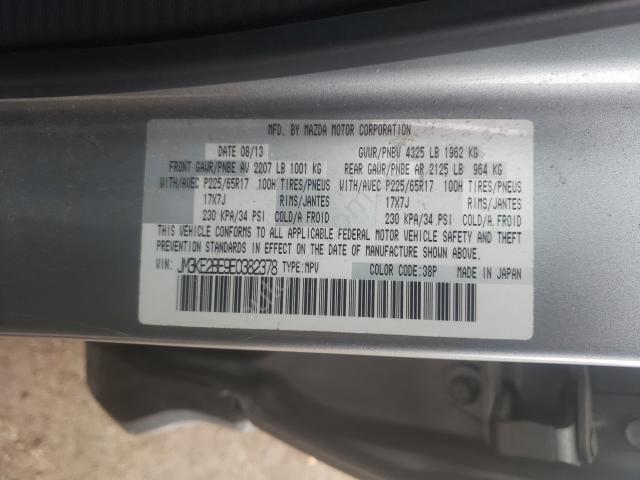 MFD. BY MAZDA MOTOR CORPORATION
DATE 08/13 GVWR/PNBV 4325 LB 1962 KG
FRONT GAWR/PNBE AV 2207 LB 1001 KG REAR GAWR/PNBE AR 2125 LB 964 KG
WITH/AVEC P225/65R17 100H TIRES/PNEUS WITH/AVEC P225/65R17 100H TIRES/PNEUS
17X7J RIMS/JANTES 17X7J RIMS/JANTES
230 KPA/34 PSI COLD/A FROID 230 KPA/34 PSI COLD/A FROID
THIS VEHICLE CONFORMS TO ALL APPLICABLE FEDERAL MOTOR VEHICLE SAFETY AND THEFT
PREVENTION STANDARDS IN EFFECT ON THE DATE OF MANUFACTURE SHOWN ABOVE.
VIN: JM3KE2BE9E0382378 TYPE:MPV COLOR CODE:38P MADE IN JAPAN